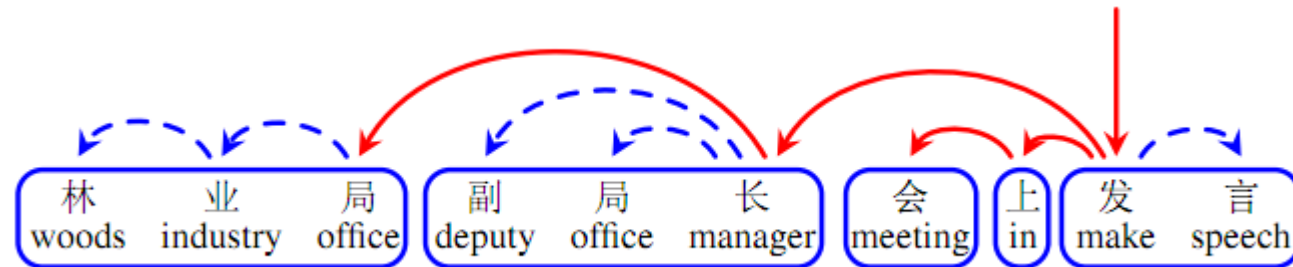 林 业 局 副 局 长 会 上 发 言
woods industry office deputy office manager meeting in make speech